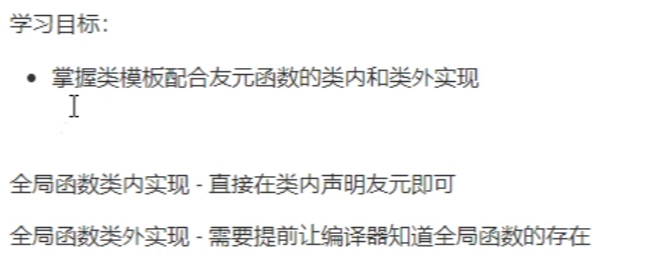 学习目标：
• 掌握类模板配合友元函数的类内和类外实现
全局函数类内实现 - 直接在类内声明友元即可
全局函数类外实现 - 需要提前让编译器知道全局函数的存在